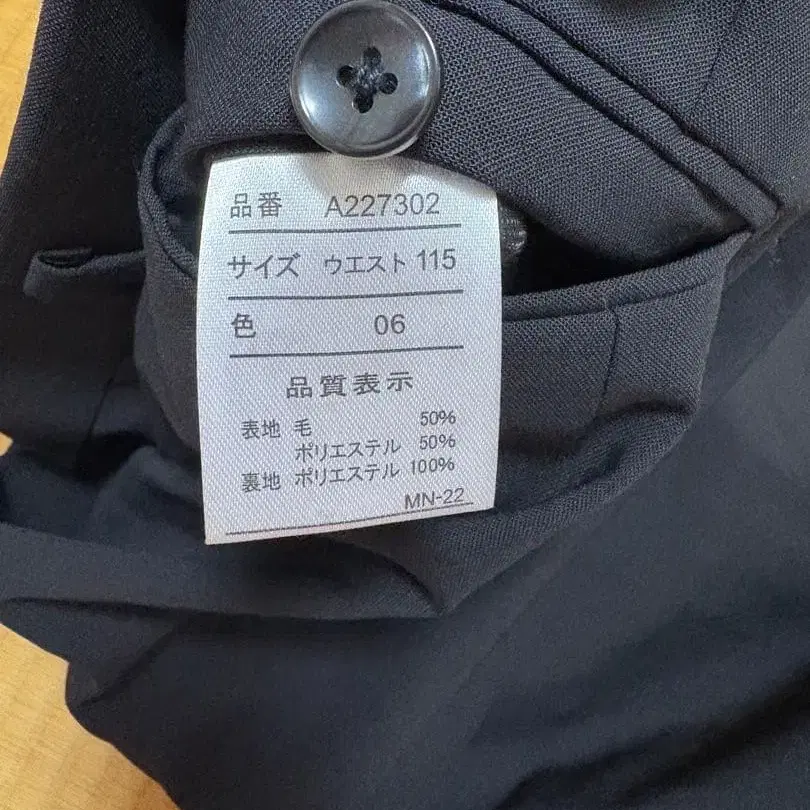 品番 A227302
サイズ ウエスト 115
色 06
品質表示
表地 毛 50%
ポリエステル 50%
裏地 ポリエステル 100%
MN-22